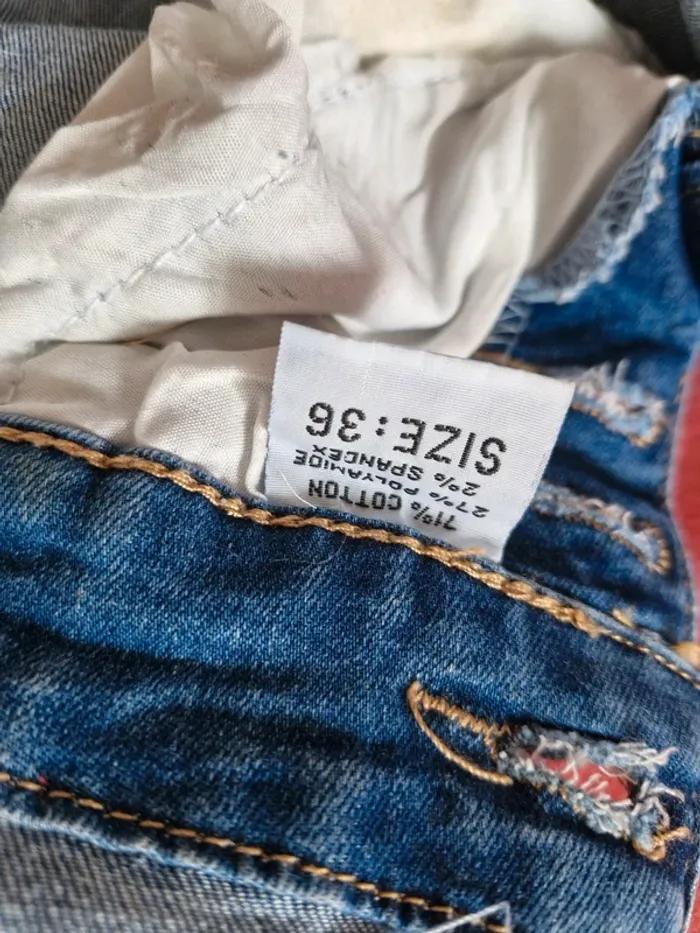 71% COTTON
27% POLYAMIDE
2% SPANDEX
SIZE:36